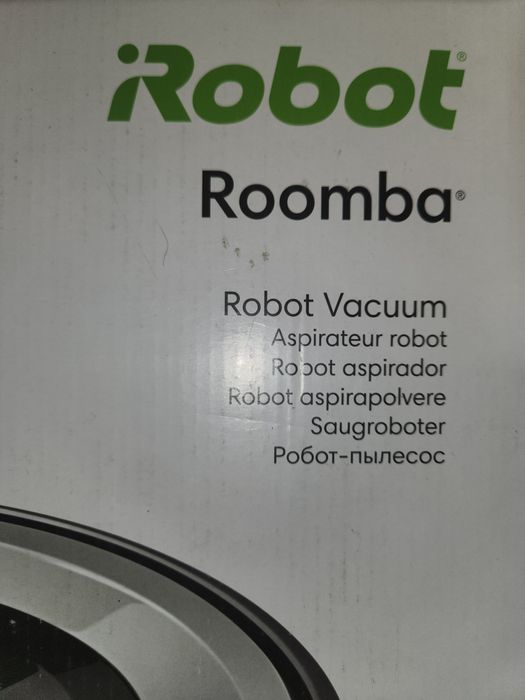 iRobot®
Roomba®
Robot Vacuum
Aspirateur robot
Robot aspirador
Robot aspirapolvere
Saugroboter
Робот-пылесос